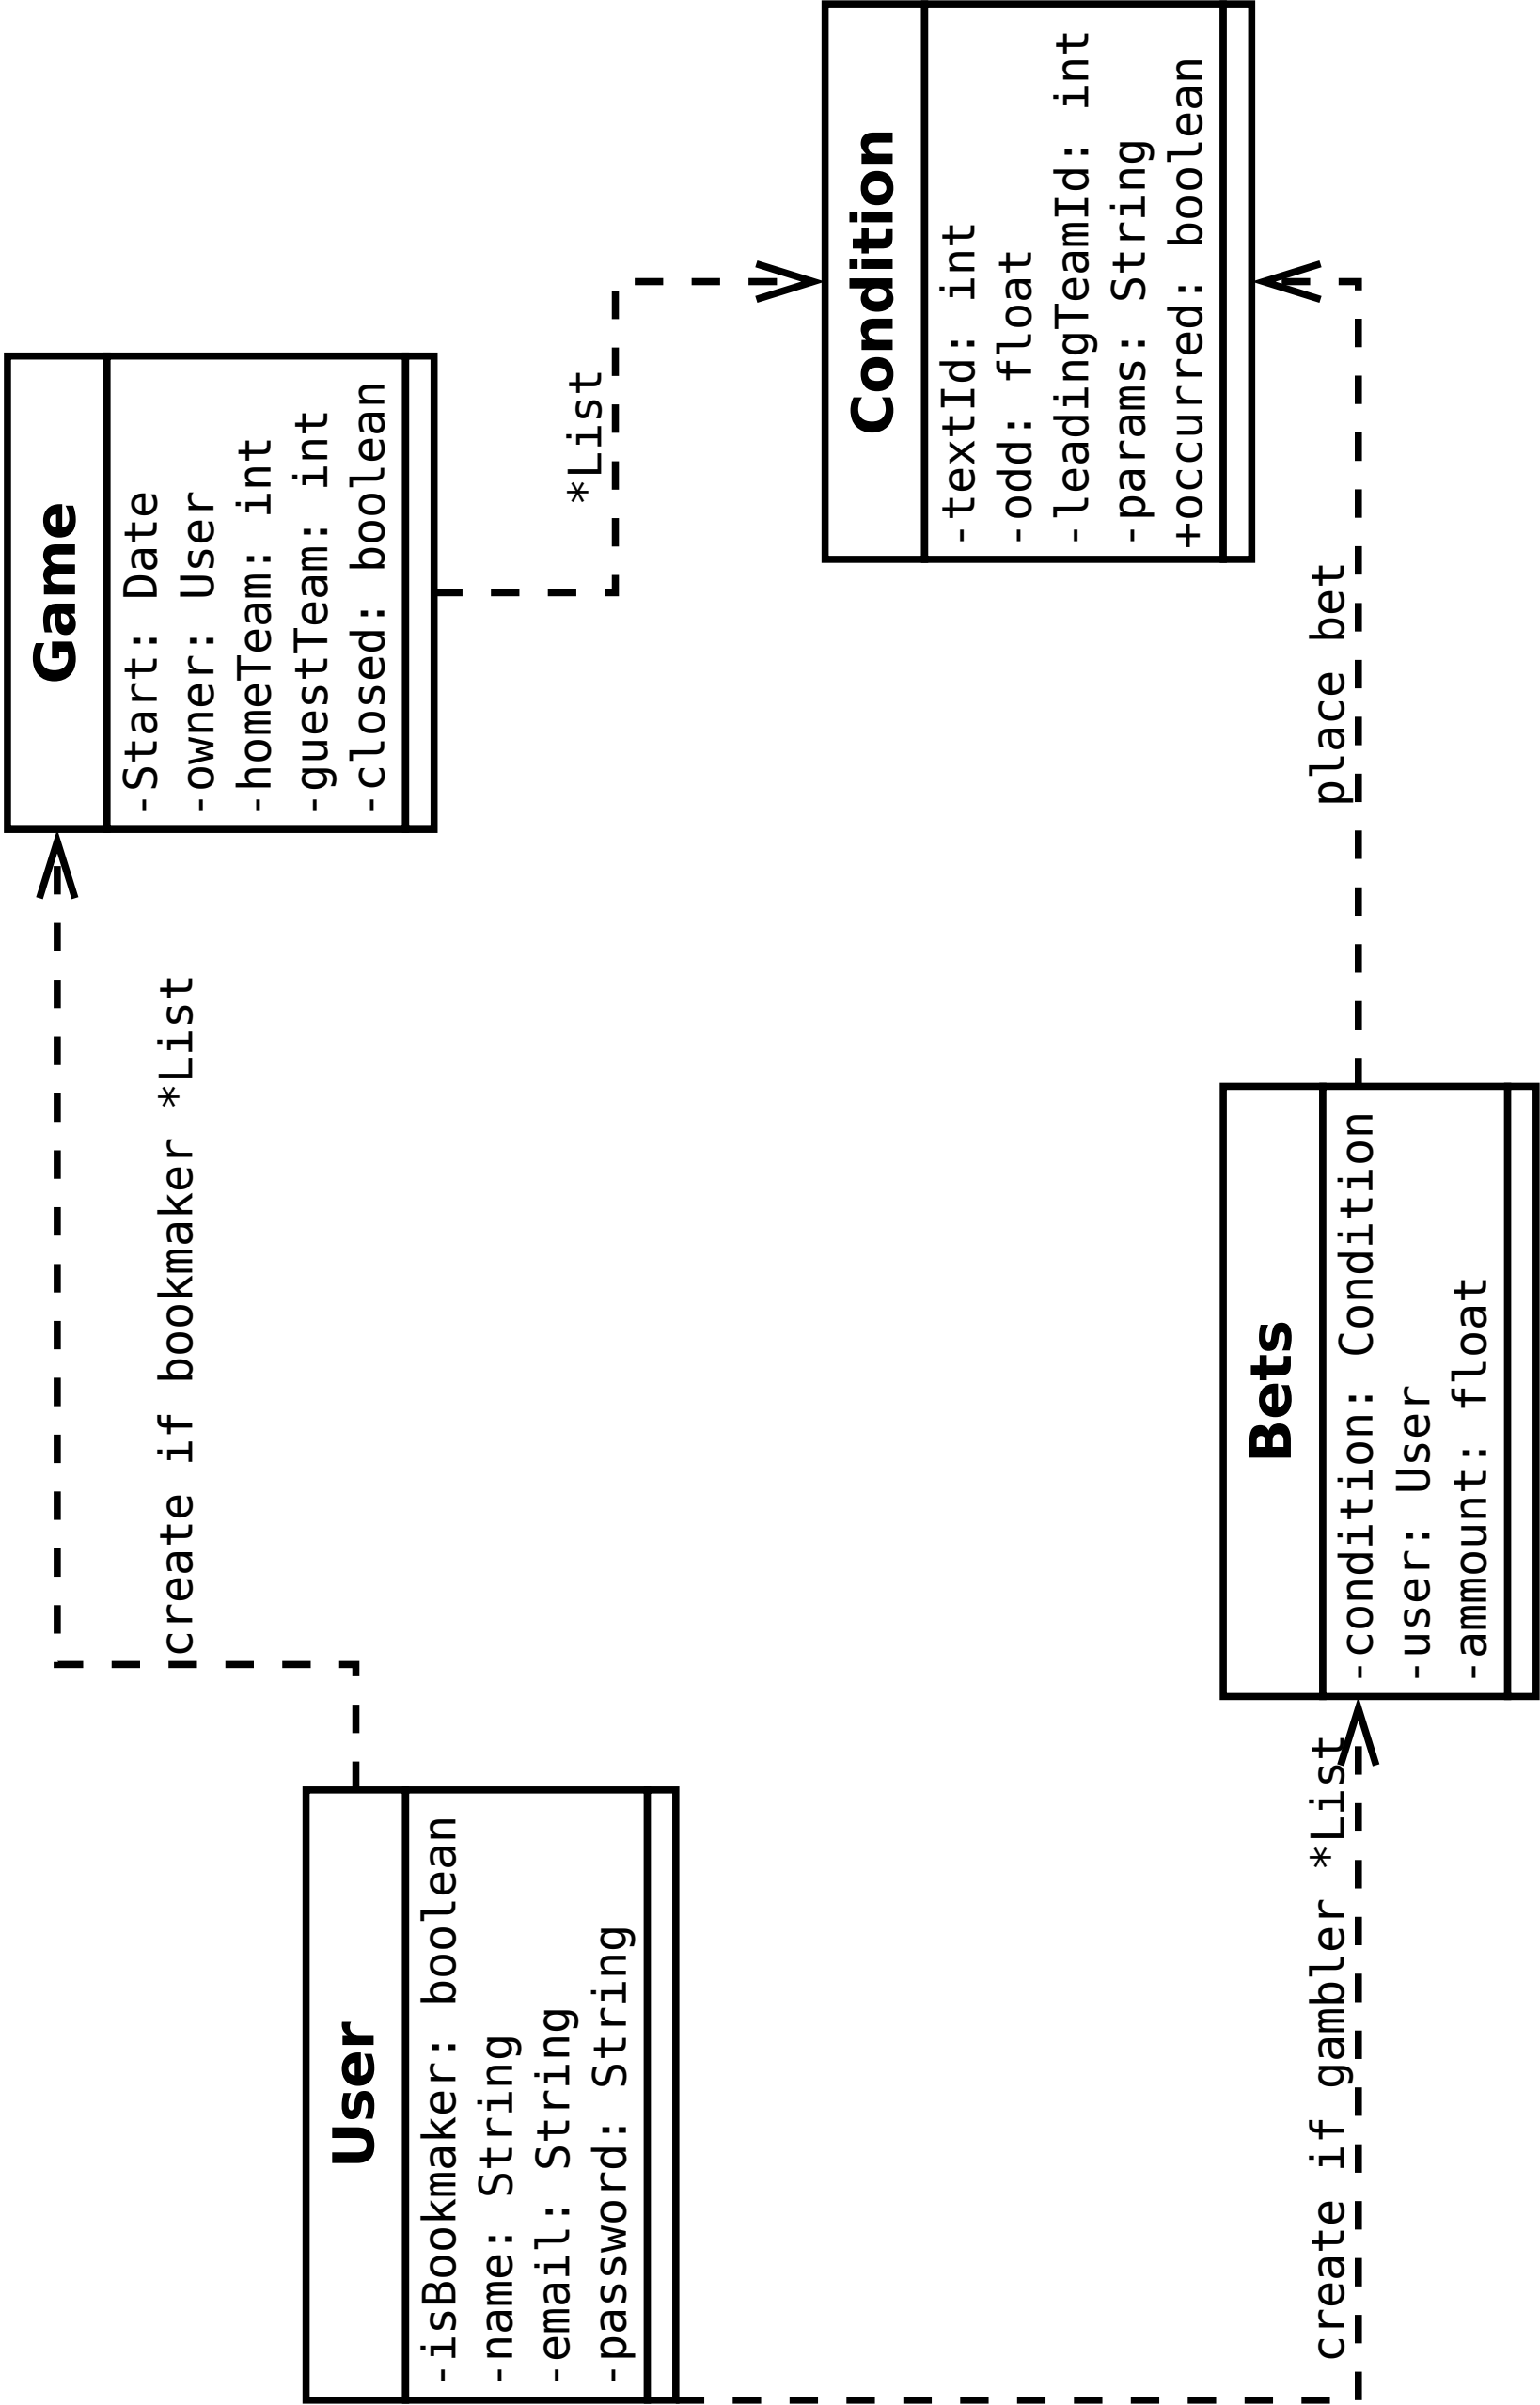 Game
-Start: Date
-owner: User
-homeTeam: int
-guestTeam: int
-closed: boolean
create if bookmaker *List
User
-isBookmaker: boolean
-name: String
-email: String
-password: String
*List
Condition
-textId: int
-odd: float
-leadingTeamId: int
-params: String
+occurred: boolean
Bets
-condition: Condition
-user: User
-ammount: float
place bet
create if gambler *List